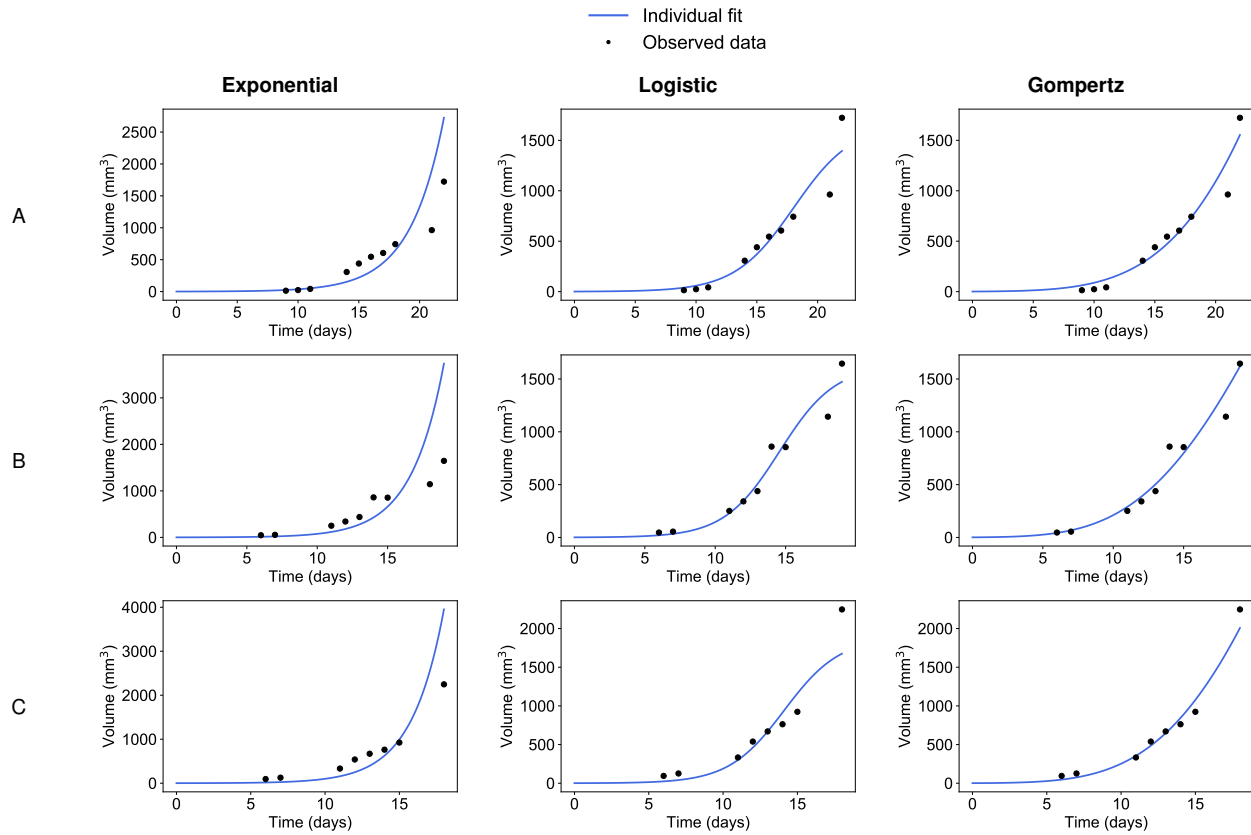 Individual fit
Observed data
Exponential
Logistic
Gompertz
A
Volume (mm³)
2500
2000
1500
1000
500
0
0 5 10 15 20
Time (days)
Volume (mm³)
1500
1000
500
0
0 5 10 15 20
Time (days)
Volume (mm³)
1500
1000
500
0
0 5 10 15 20
Time (days)
B
Volume (mm³)
3000
2000
1000
0
0 5 10 15
Time (days)
Volume (mm³)
1500
1000
500
0
0 5 10 15
Time (days)
Volume (mm³)
1500
1000
500
0
0 5 10 15
Time (days)
C
Volume (mm³)
4000
3000
2000
1000
0
0 5 10 15
Time (days)
Volume (mm³)
2000
1500
1000
500
0
0 5 10 15
Time (days)
Volume (mm³)
2000
1500
1000
500
0
0 5 10 15
Time (days)